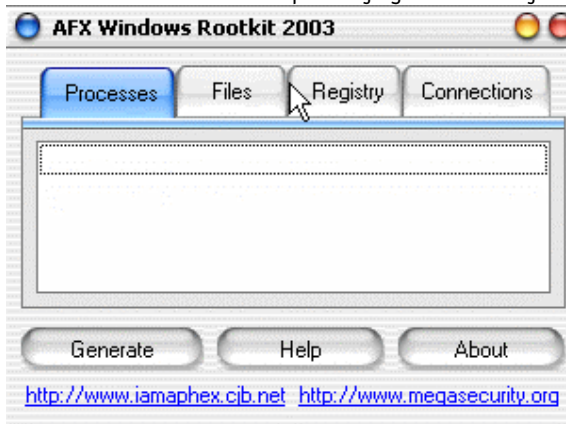 AFX Windows Rootkit 2003
Processes Files Registry Connections
Generate Help About
http://www.iamaphex.cjb.net http://www.megasecurity.org